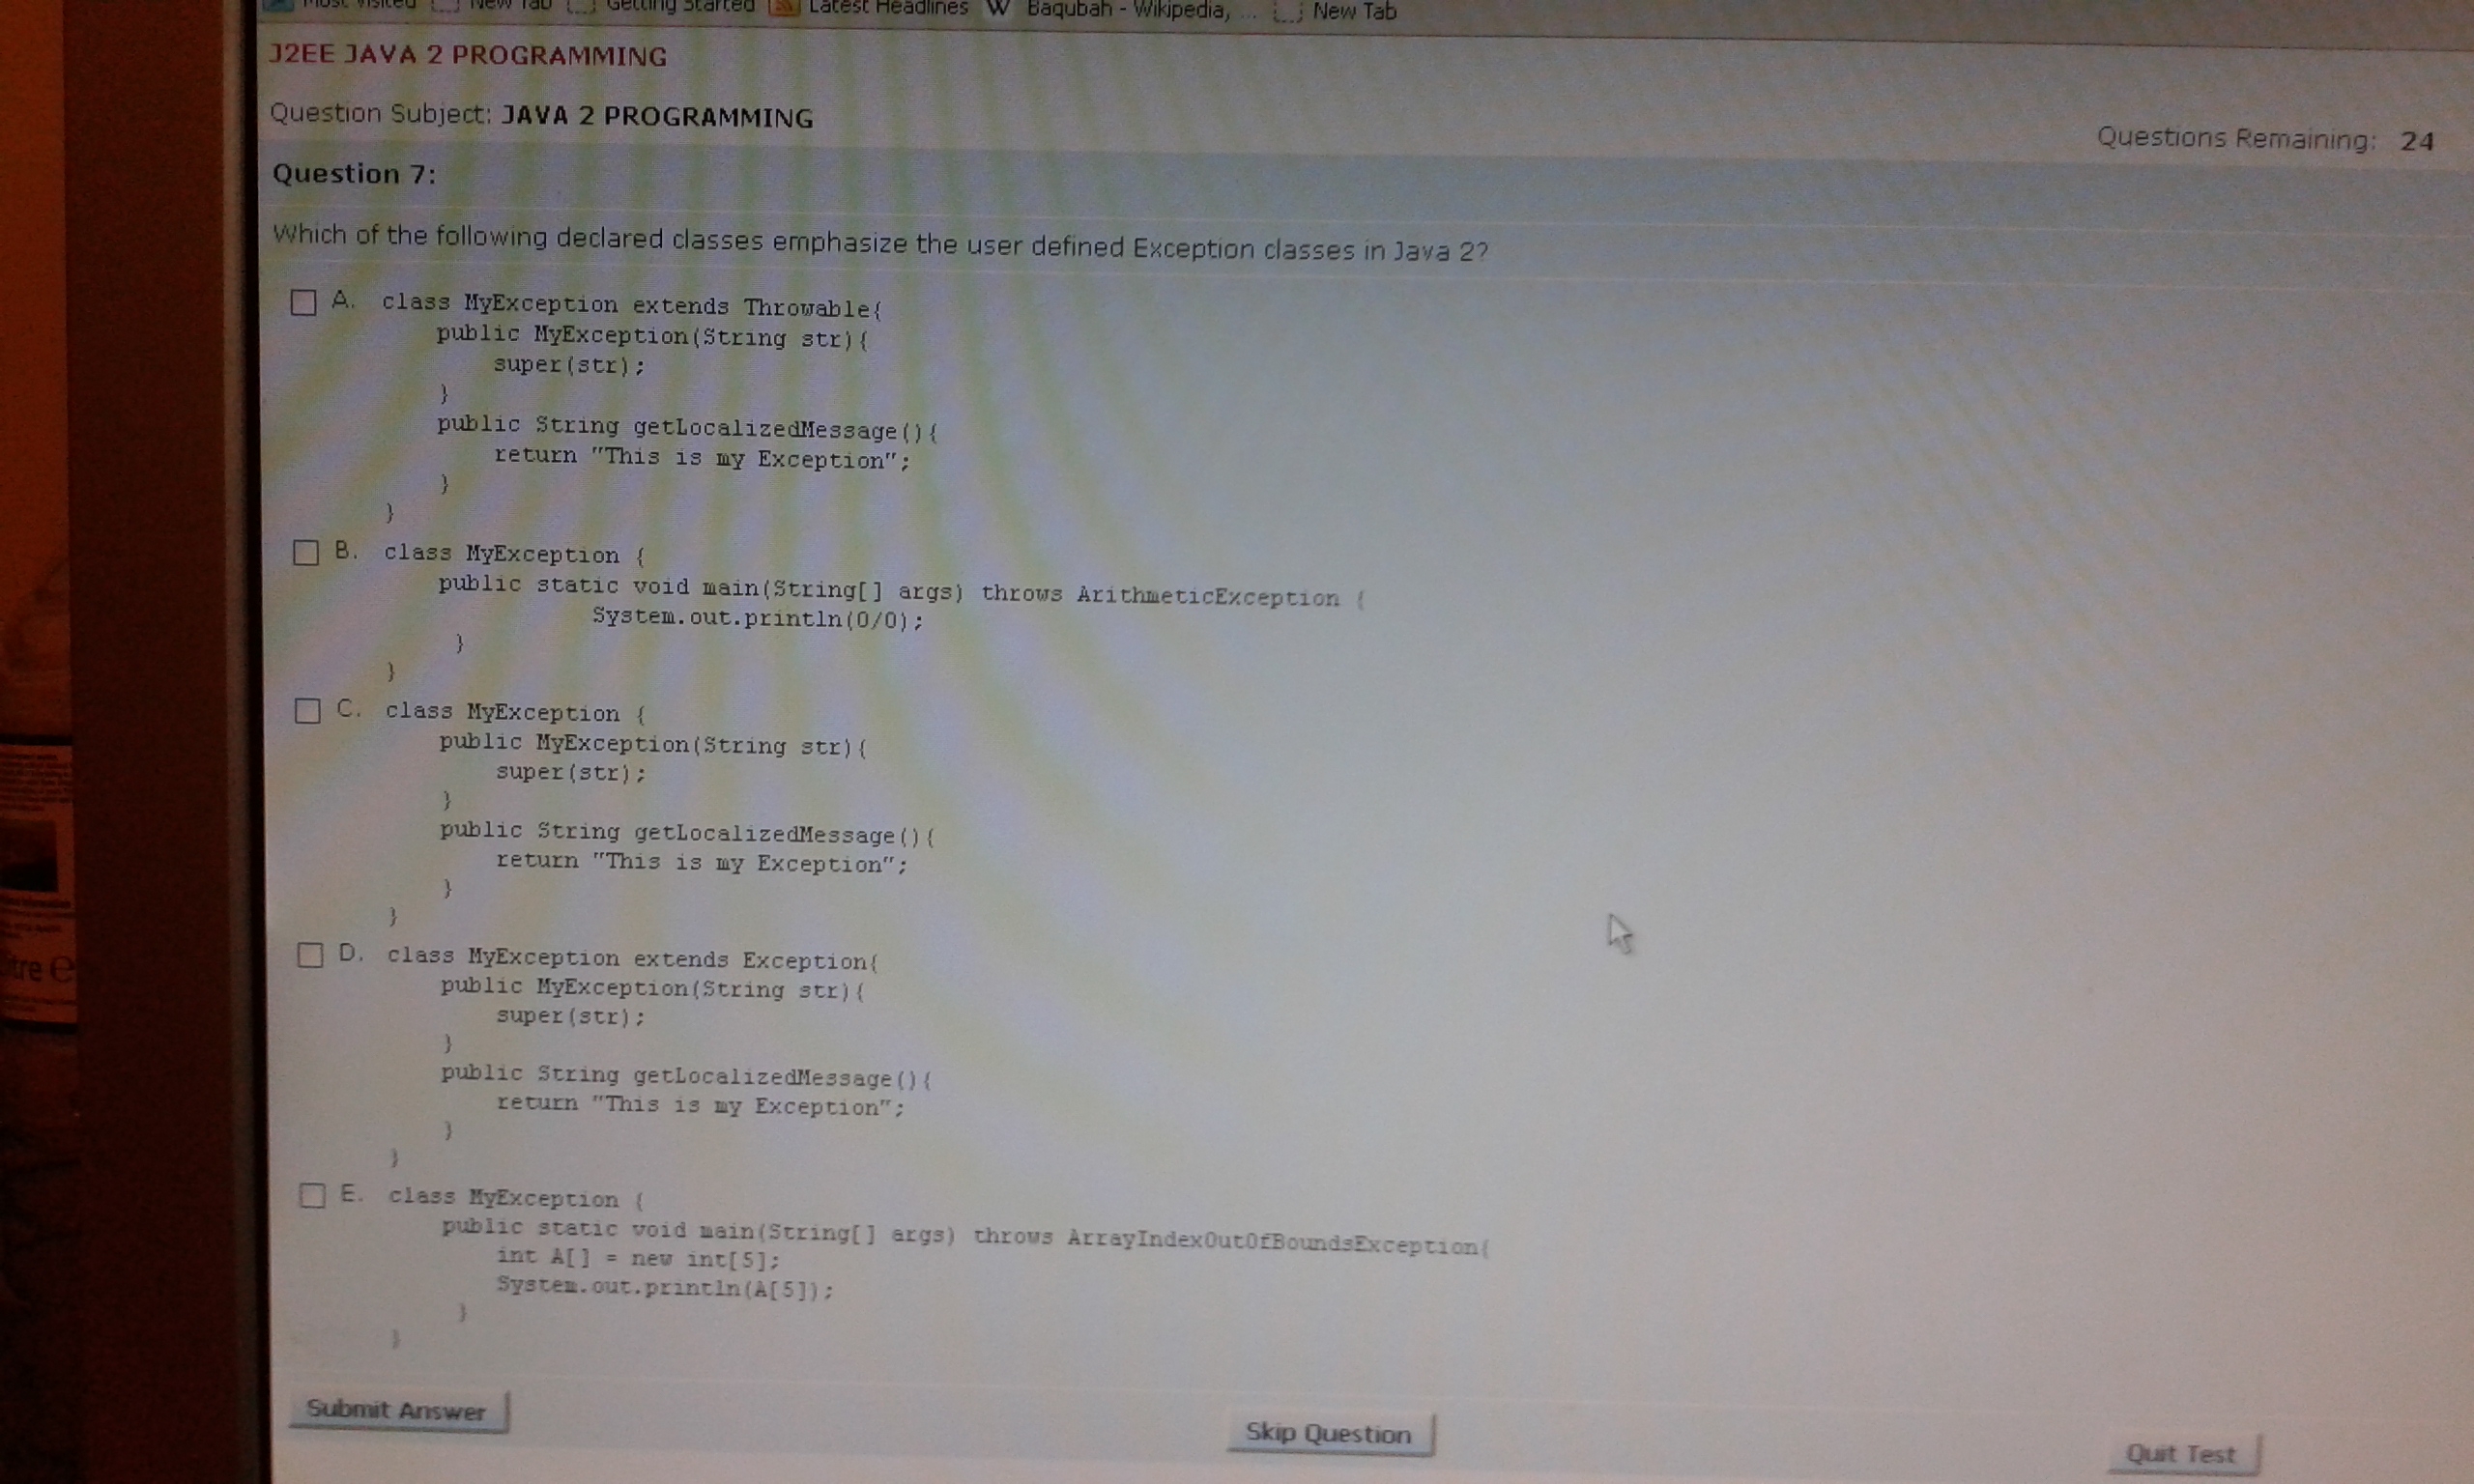 Most Visited New Tab Getting Started Latest Headlines W Baqubah - Wikipedia, ... New Tab
J2EE JAVA 2 PROGRAMMING
Question Subject: JAVA 2 PROGRAMMING
Questions Remaining: 24
Question 7:
Which of the following declared classes emphasize the user defined Exception classes in Java 2?
A. class MyException extends Throwable{
public MyException(String str){
super(str);
}
public String getLocalizedMessage(){
return "This is my Exception";
}
}
B. class MyException {
public static void main(String[] args) throws ArithmeticException {
System.out.println(0/0);
}
}
C. class MyException {
public MyException(String str){
super(str);
}
public String getLocalizedMessage(){
return "This is my Exception";
}
}
D. class MyException extends Exception{
public MyException(String str){
super(str);
}
public String getLocalizedMessage(){
return "This is my Exception";
}
}
E. class MyException {
public static void main(String[] args) throws ArrayIndexOutOfBoundsException{
int A[] = new int[5];
System.out.println(A[5]);
}
}
Submit Answer
Skip Question
Quit Test
tre e